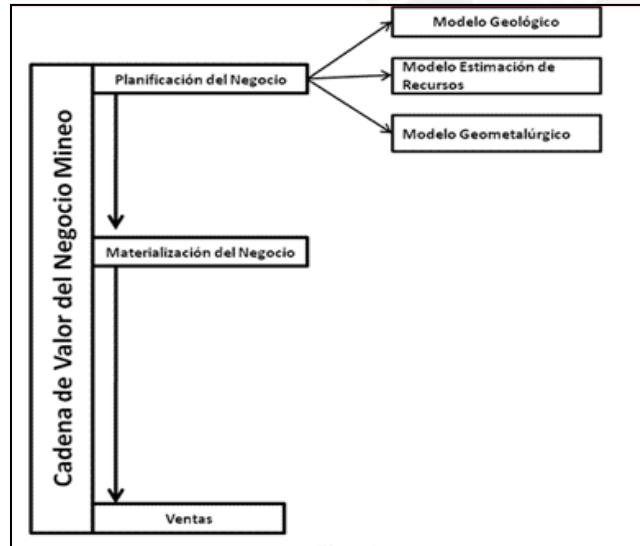 Cadena de Valor del Negocio Mineo
Planificación del Negocio
Modelo Geológico
Modelo Estimación de
Recursos
Modelo Geometalúrgico
Materialización del Negocio
Ventas